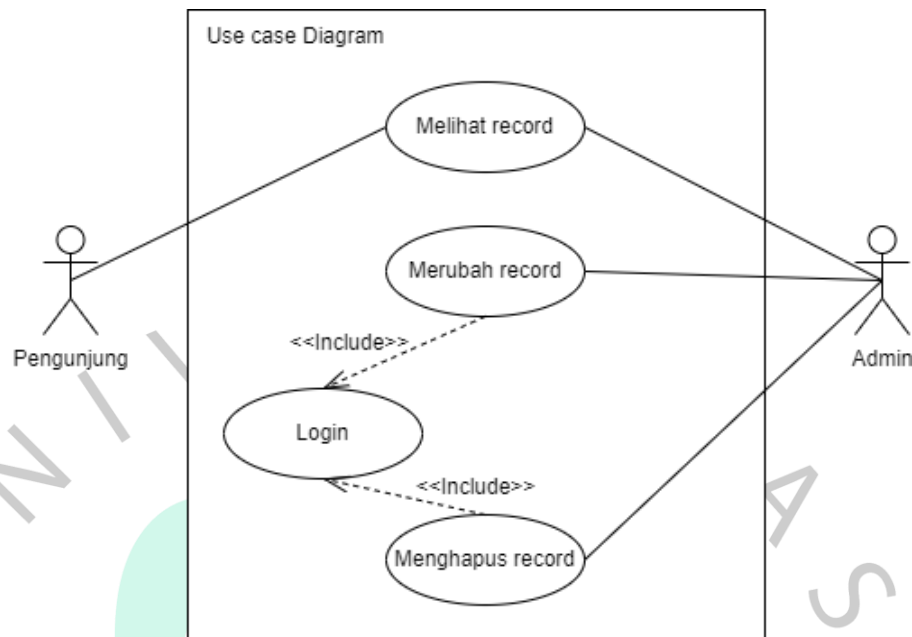 Use case Diagram
Melihat record
Merubah record
<<Include>>
Pengunjung
Admin
Login
<<Include>>
Menghapus record
N / U
A
S